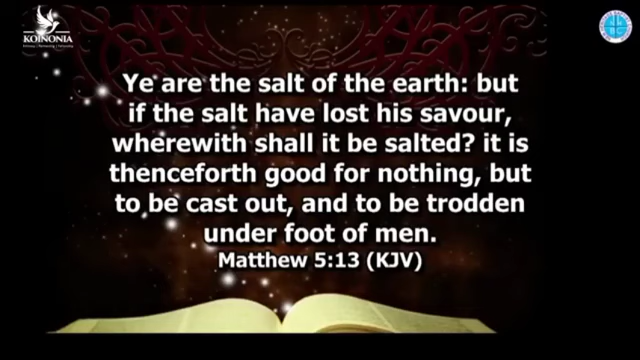 KOINONIA
Ye are the salt of the earth: but
if the salt have lost his savour,
wherewith shall it be salted? it is
thenceforth good for nothing, but
to be cast out, and to be trodden
under foot of men.
Matthew 5:13 (KJV)